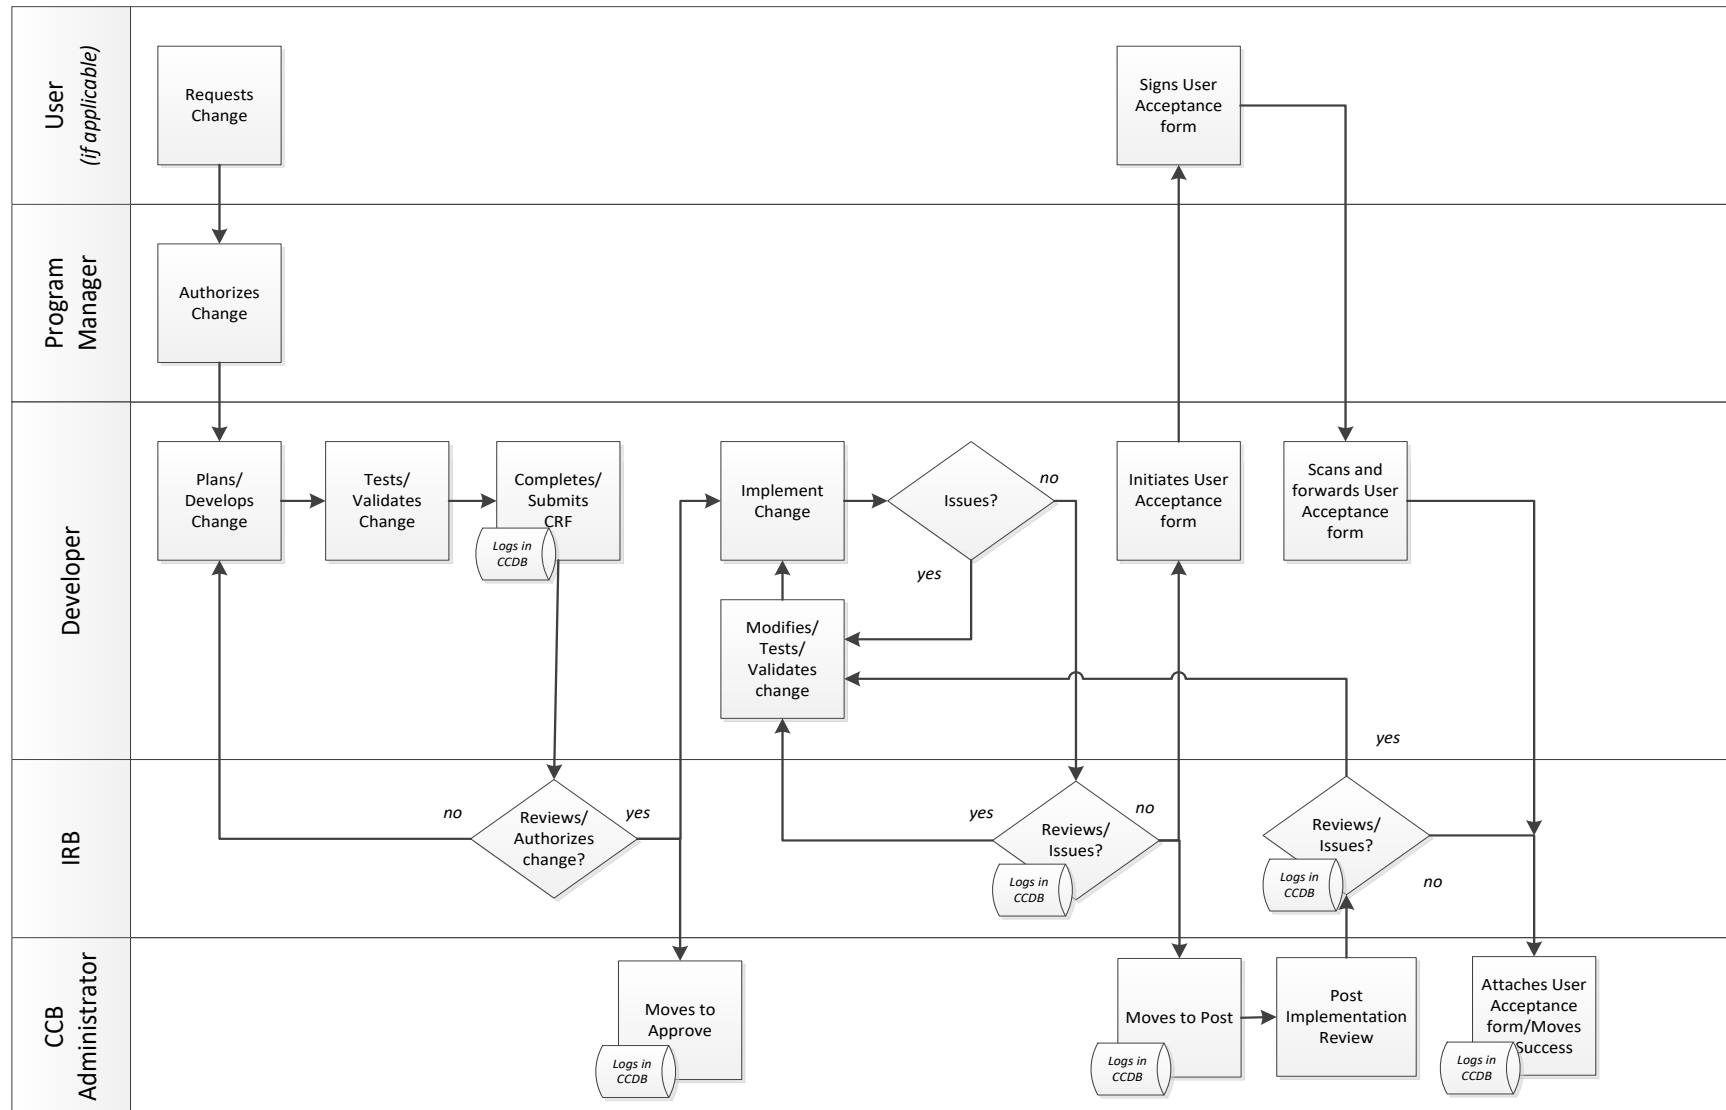 User
(if applicable)
Requests
Change
Signs User
Acceptance
form
Program
Manager
Authorizes
Change
Developer
Plans/
Develops
Change
Tests/
Validates
Change
Completes/
Submits
CRF
Logs in
CCDB
Implement
Change
Issues?
no
yes
Modifies/
Tests/
Validates
change
Initiates User
Acceptance
form
Scans and
forwards User
Acceptance
form
yes
IRB
no
Reviews/
Authorizes
change?
yes
yes
Reviews/
Issues?
no
Logs in
CCDB
Reviews/
Issues?
no
Logs in
CCDB
CCB
Administrator
Moves to
Approve
Logs in
CCDB
Moves to Post
Logs in
CCDB
Post
Implementation
Review
Attaches User
Acceptance
form/Moves
Success
Logs in
CCDB